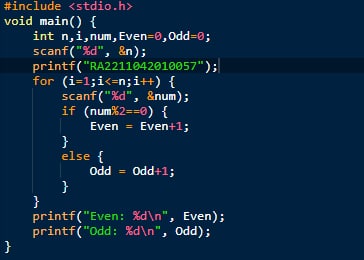 #include <stdio.h>
void main() {
    int n,i,num,Even=0,Odd=0;
    scanf("%d", &n);
    printf("RA2211042010057");
    for (i=1;i<=n;i++) {
        scanf("%d", &num);
        if (num%2==0) {
            Even = Even+1;
        }
        else {
            Odd = Odd+1;
        }
    }
    printf("Even: %d\n", Even);
    printf("Odd: %d\n", Odd);
}